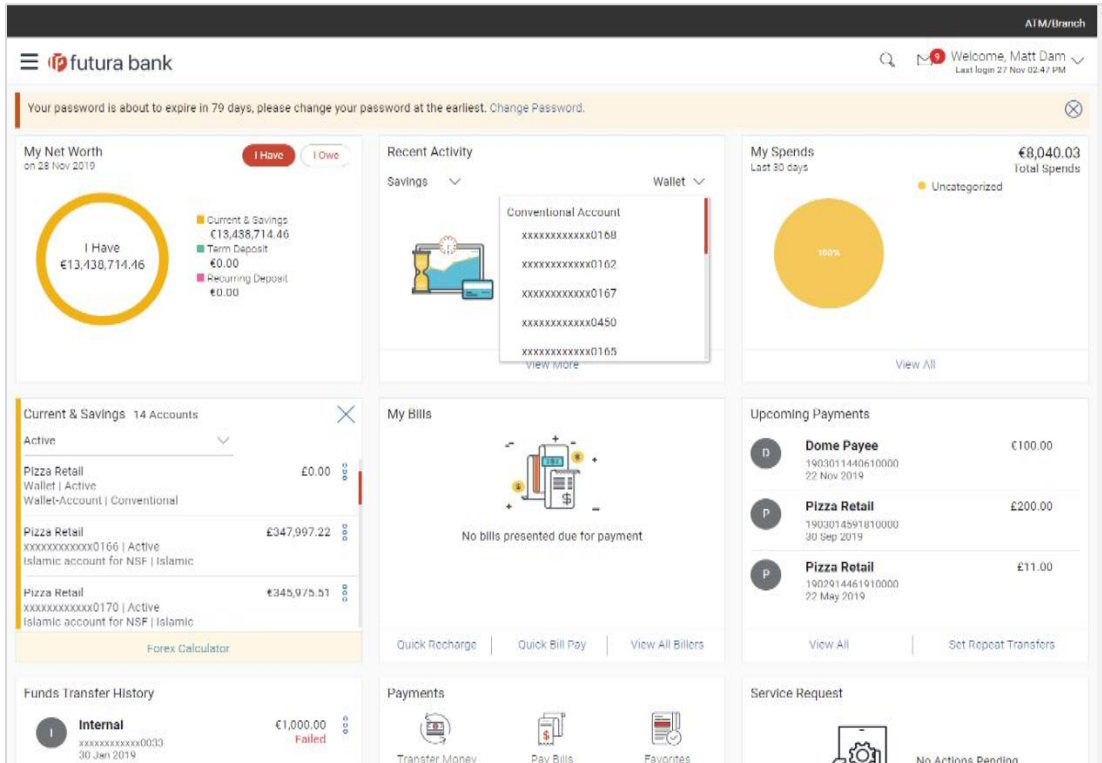 ATM/Branch
futura bank
9
Welcome, Matt Dam
Last login 27 Nov 02:47 PM
Your password is about to expire in 79 days, please change your password at the earliest. Change Password.
My Net Worth
on 28 Nov 2019
I Have
I Owe
I Have
€13,438,714.46
Current & Savings
€13,438,714.46
Term Deposit
€0.00
Recurring Deposit
€0.00
Recent Activity
Savings
Wallet
Conventional Account
xxxxxxxxxxxx0168
xxxxxxxxxxxx0162
xxxxxxxxxxxx0167
xxxxxxxxxxxx0450
xxxxxxxxxxxx0165
View More
My Spends
Last 30 days
€8,040.03
Total Spends
Uncategorized
100%
View All
Current & Savings 14 Accounts
Active
Pizza Retail £0.00
Wallet | Active
Wallet-Account | Conventional
Pizza Retail £347,997.22
xxxxxxxxxxxx0166 | Active
Islamic account for NSF | Islamic
Pizza Retail €345,975.51
xxxxxxxxxxxx0170 | Active
Islamic account for NSF | Islamic
Forex Calculator
My Bills
No bills presented due for payment
Quick Recharge
Quick Bill Pay
View All Billers
Upcoming Payments
D
Dome Payee €100.00
1903011440610000
22 Nov 2019
P
Pizza Retail £200.00
1903014591810000
30 Sep 2019
P
Pizza Retail £11.00
1902914461910000
22 May 2019
View All
Set Repeat Transfers
Funds Transfer History
I
Internal €1,000.00
Failed
xxxxxxxxxxxx0033
30 Jan 2019
Payments
Transfer Money
Pay Bills
Favorites
Service Request
No Actions Pending